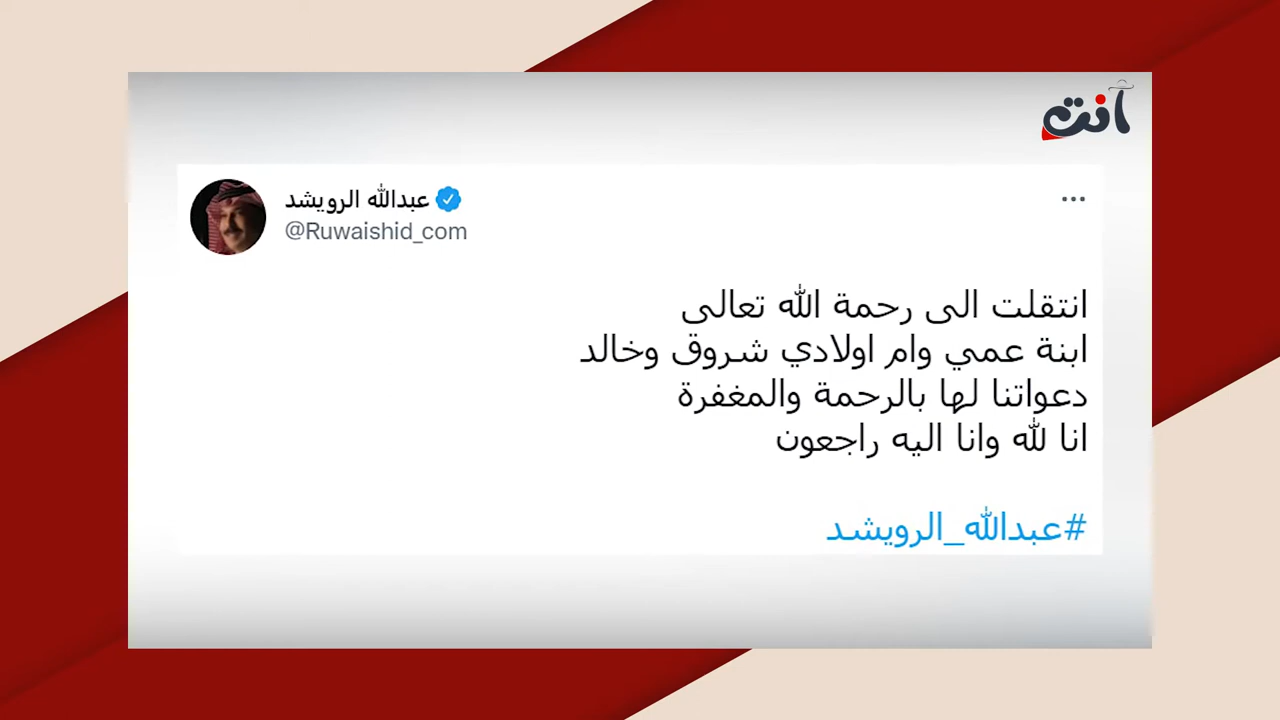 آنت
عبدالله الرويشد
@Ruwaishid_com
انتقلت الى رحمة الله تعالى
ابنة عمي وام اولادي شروق وخالد
دعواتنا لها بالرحمة والمغفرة
انا لله وانا اليه راجعون
#عبدالله_الرويشد